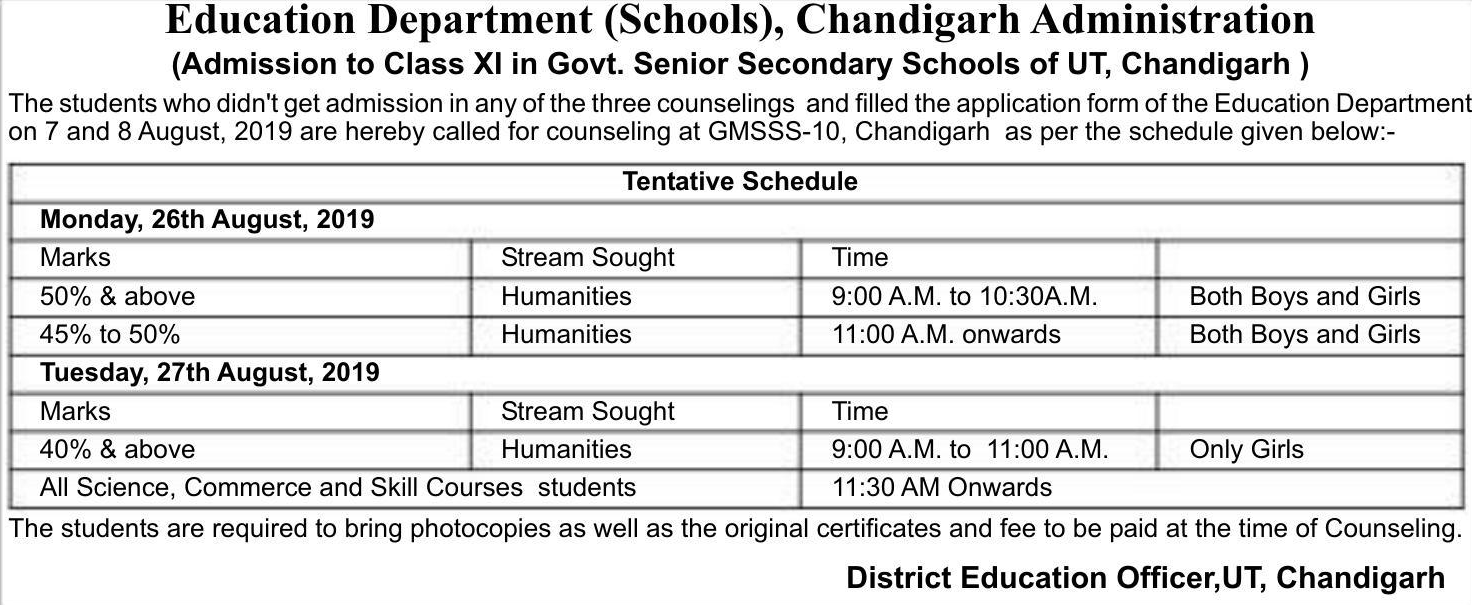 Education Department (Schools), Chandigarh Administration
(Admission to Class XI in Govt. Senior Secondary Schools of UT, Chandigarh )
The students who didn't get admission in any of the three counselings and filled the application form of the Education Department
on 7 and 8 August, 2019 are hereby called for counseling at GMSSS-10, Chandigarh as per the schedule given below:-
Tentative Schedule
Monday, 26th August, 2019
Marks Stream Sought Time
50% & above Humanities 9:00 A.M. to 10:30A.M. Both Boys and Girls
45% to 50% Humanities 11:00 A.M. onwards Both Boys and Girls
Tuesday, 27th August, 2019
Marks Stream Sought Time
40% & above Humanities 9:00 A.M. to 11:00 A.M. Only Girls
All Science, Commerce and Skill Courses students 11:30 AM Onwards
The students are required to bring photocopies as well as the original certificates and fee to be paid at the time of Counseling.
District Education Officer,UT, Chandigarh